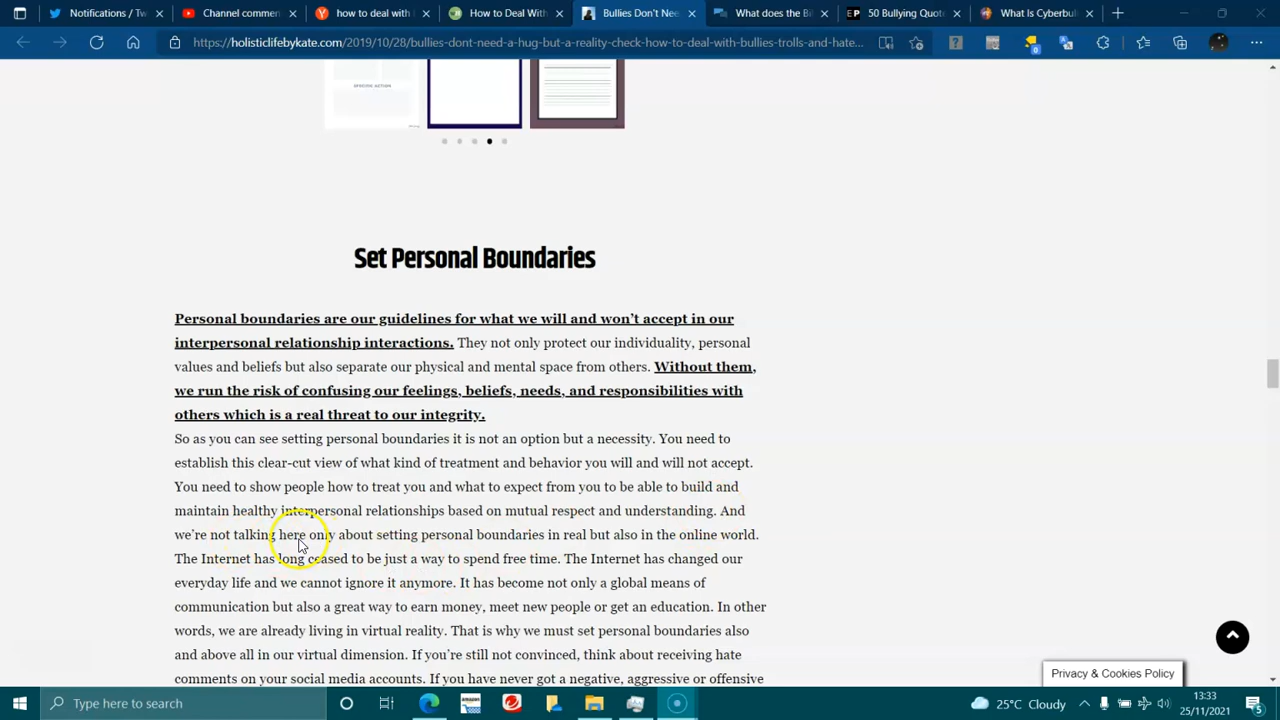 Notifications / Tw
Channel commen
how to deal with
How to Deal With
Bullies Don't Nee
What does the Bi
50 Bullying Quot
What Is Cyberbul
https://holisticlifebykate.com/2019/10/28/bullies-dont-need-a-hug-but-a-reality-check-how-to-deal-with-bullies-trolls-and-hate...
0
SPECIFIC ACTION
Set Personal Boundaries
Personal boundaries are our guidelines for what we will and won't accept in our
interpersonal relationship interactions. They not only protect our individuality, personal
values and beliefs but also separate our physical and mental space from others. Without them,
we run the risk of confusing our feelings, beliefs, needs, and responsibilities with
others which is a real threat to our integrity.
So as you can see setting personal boundaries it is not an option but a necessity. You need to
establish this clear-cut view of what kind of treatment and behavior you will and will not accept.
You need to show people how to treat you and what to expect from you to be able to build and
maintain healthy interpersonal relationships based on mutual respect and understanding. And
we're not talking here only about setting personal boundaries in real but also in the online world.
The Internet has long ceased to be just a way to spend free time. The Internet has changed our
everyday life and we cannot ignore it anymore. It has become not only a global means of
communication but also a great way to earn money, meet new people or get an education. In other
words, we are already living in virtual reality. That is why we must set personal boundaries also
and above all in our virtual dimension. If you're still not convinced, think about receiving hate
comments on your social media accounts. If you have never got a negative, aggressive or offensive
Privacy & Cookies Policy
Type here to search
amazon
25°C Cloudy
13:33
25/11/2021
5